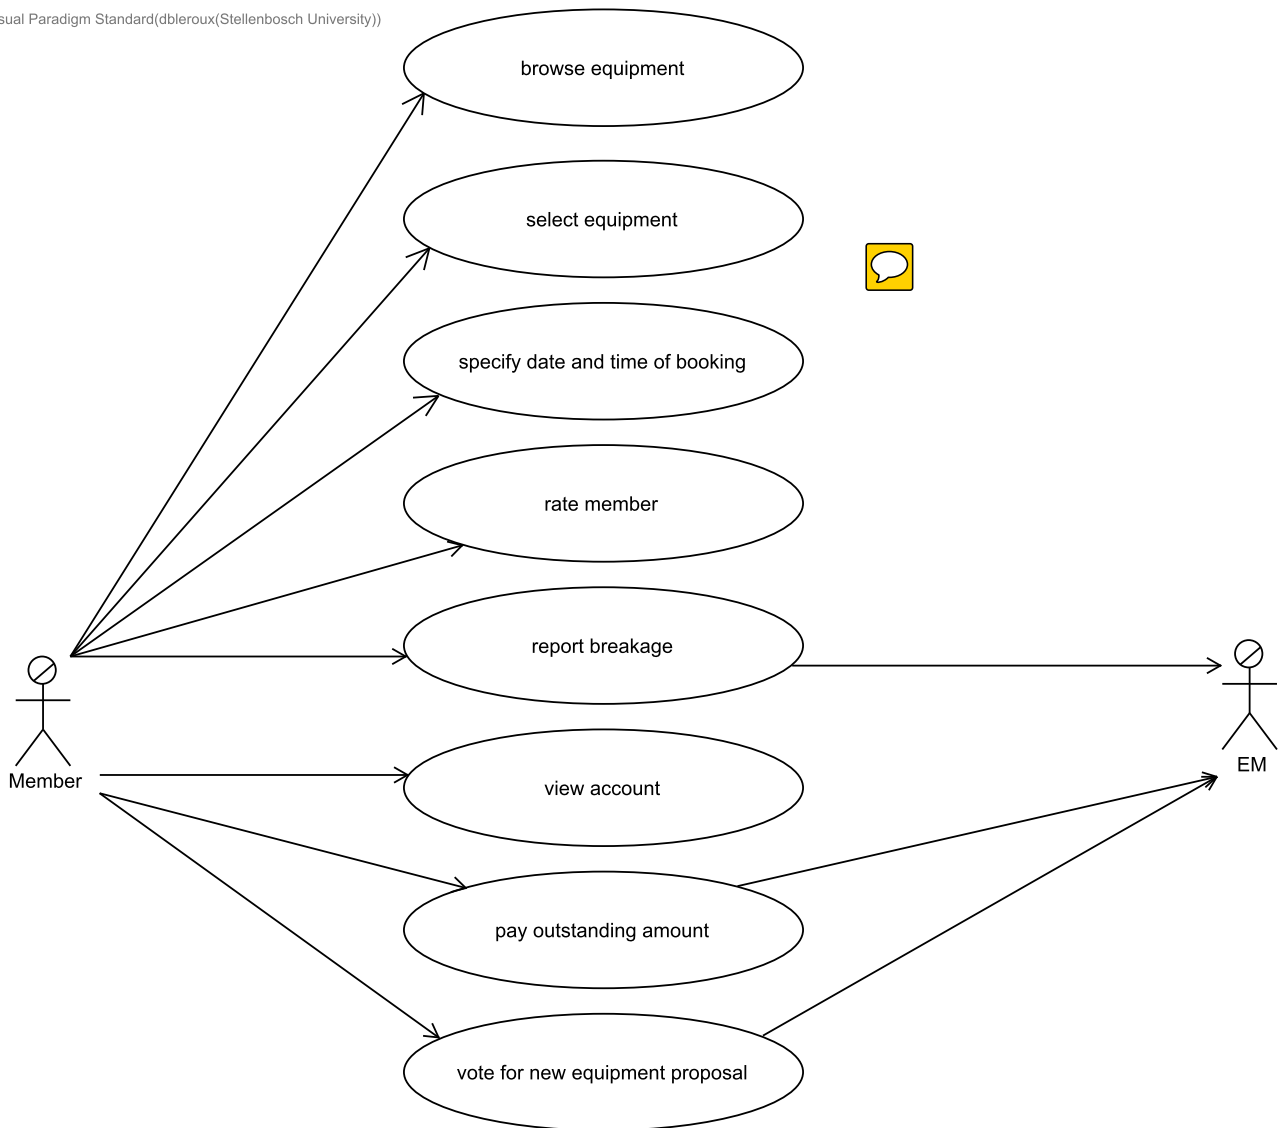 sual Paradigm Standard(dbleroux(Stellenbosch University))
browse equipment
select equipment
specify date and time of booking
rate member
report breakage
Member
EM
view account
pay outstanding amount
vote for new equipment proposal